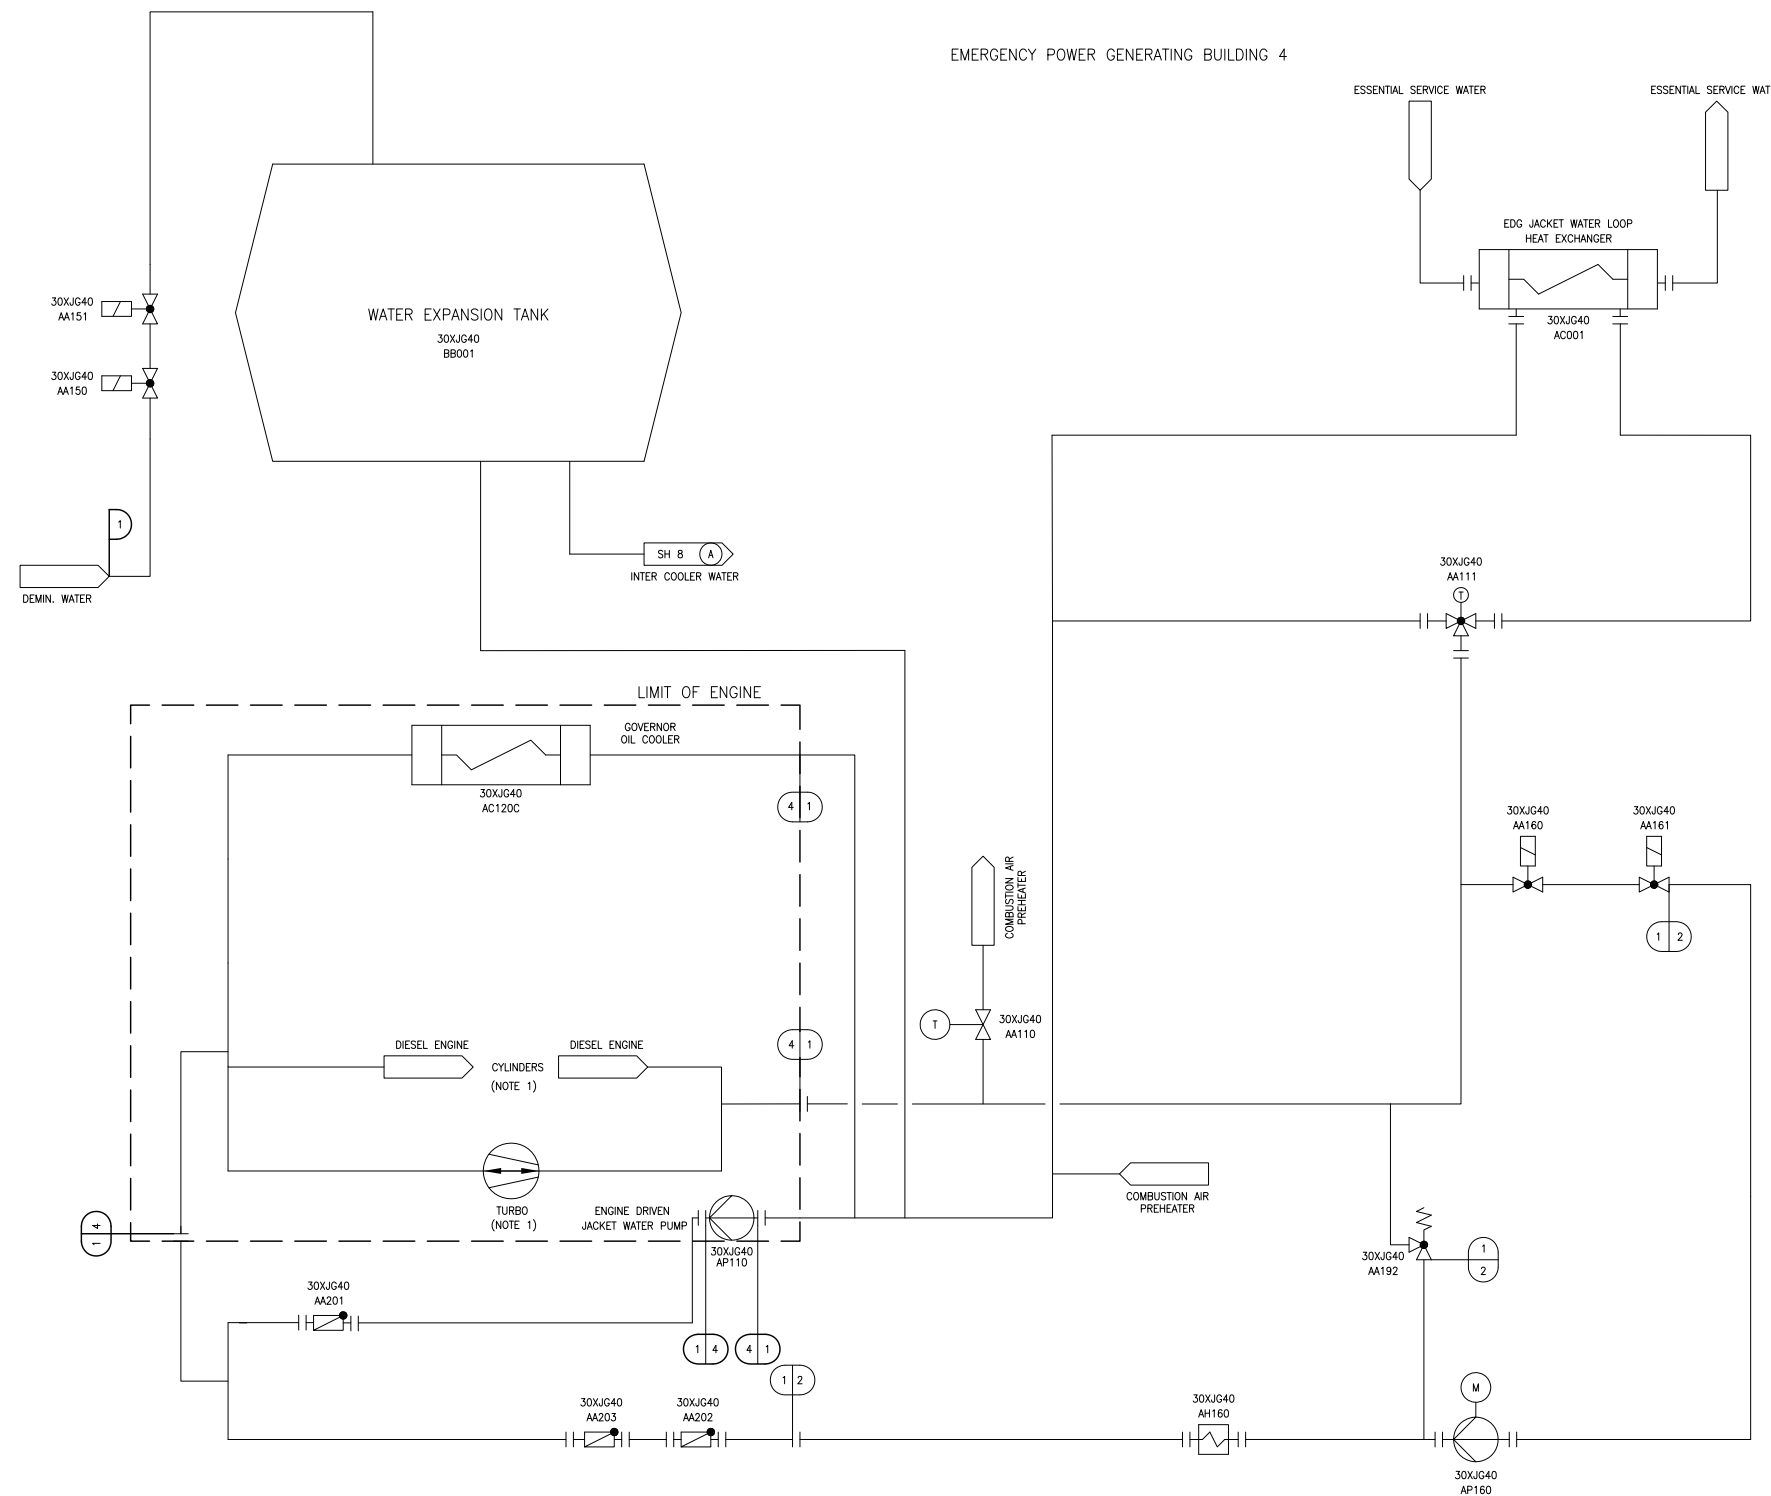 EMERGENCY POWER GENERATING BUILDING 4
ESSENTIAL SERVICE WATER
ESSENTIAL SERVICE WAT
EDG JACKET WATER LOOP
HEAT EXCHANGER
30XJG40
AC001
30XJG40
AA151
WATER EXPANSION TANK
30XJG40
BB001
30XJG40
AA150
1
DEMIN. WATER
SH 8 A
INTER COOLER WATER
30XJG40
AA111
T
LIMIT OF ENGINE
GOVERNOR
OIL COOLER
30XJG40
AC120C
4 1
30XJG40
AA160
30XJG40
AA161
1 2
COMBUSTION AIR
PREHEATER
T
30XJG40
AA110
4 1
DIESEL ENGINE
DIESEL ENGINE
CYLINDERS
(NOTE 1)
COMBUSTION AIR
PREHEATER
TURBO
(NOTE 1)
ENGINE DRIVEN
JACKET WATER PUMP
30XJG40
AP110
1 4
30XJG40
AA192
1
2
30XJG40
AA201
1 4
4 1
1 2
30XJG40
AA203
30XJG40
AA202
30XJG40
AH160
M
30XJG40
AP160